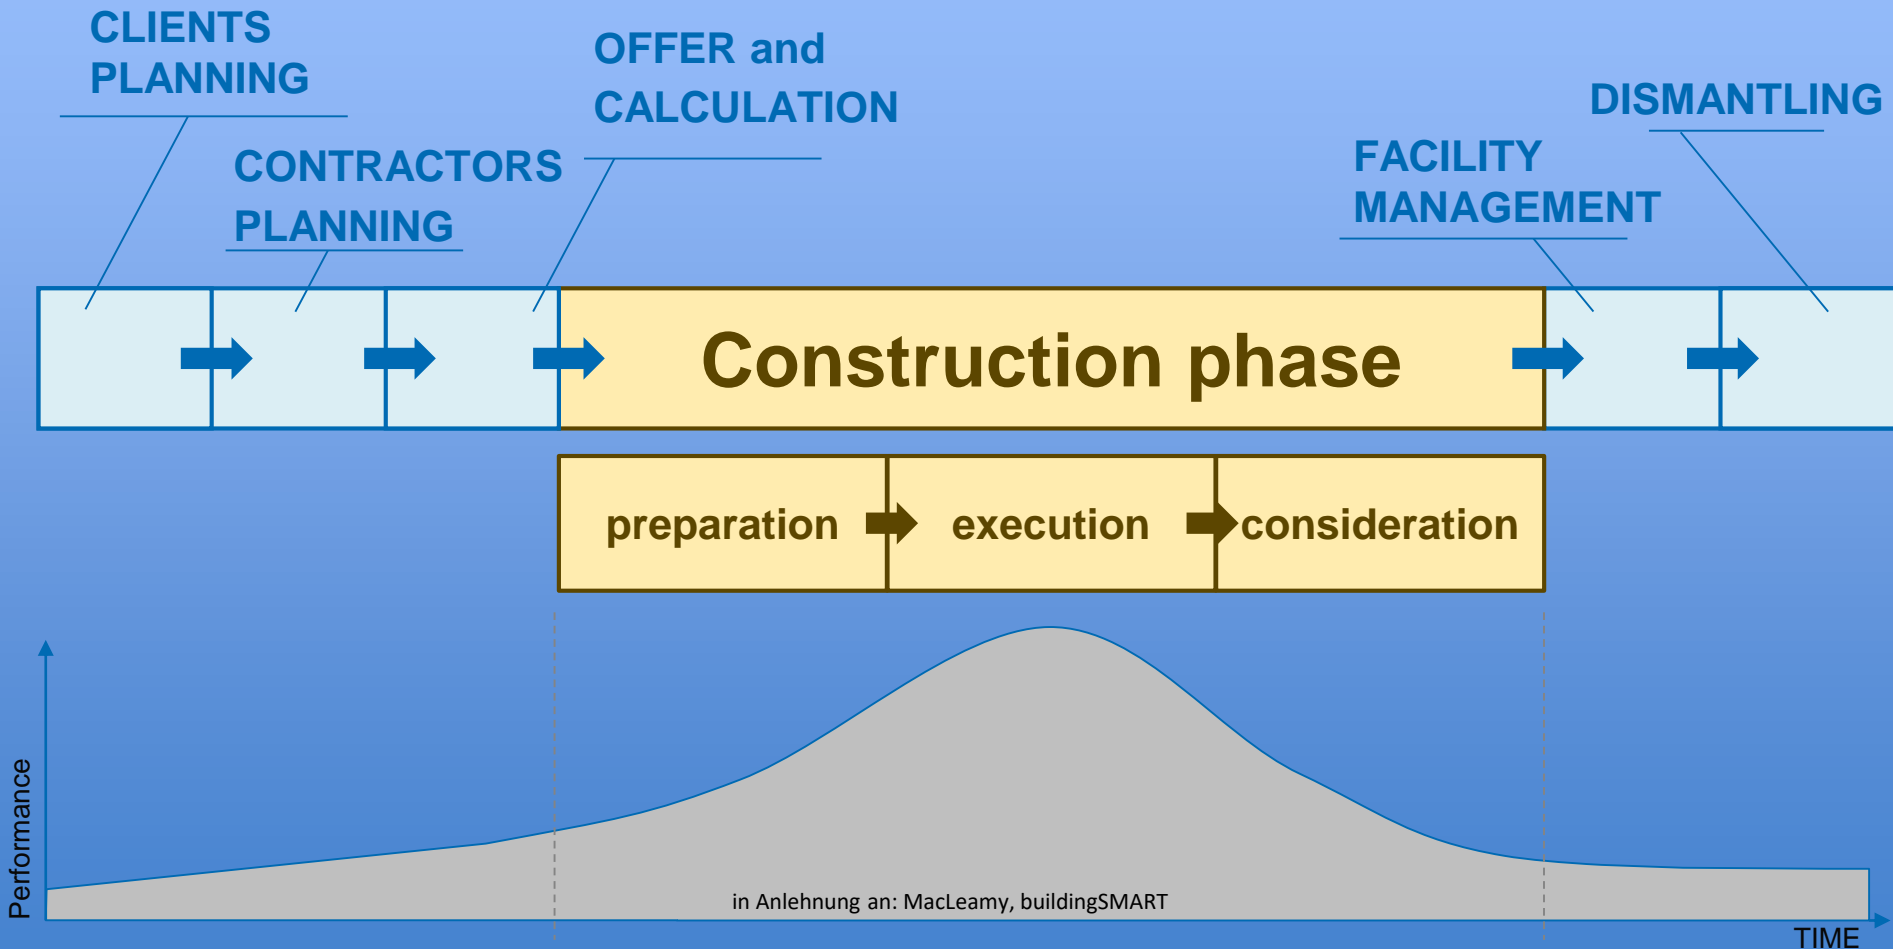 CLIENTS
PLANNING
CONTRACTORS
PLANNING
OFFER and
CALCULATION
FACILITY
MANAGEMENT
DISMANTLING
Construction phase
preparation
execution
consideration
Performance
in Anlehnung an: MacLeamy, buildingSMART
TIME